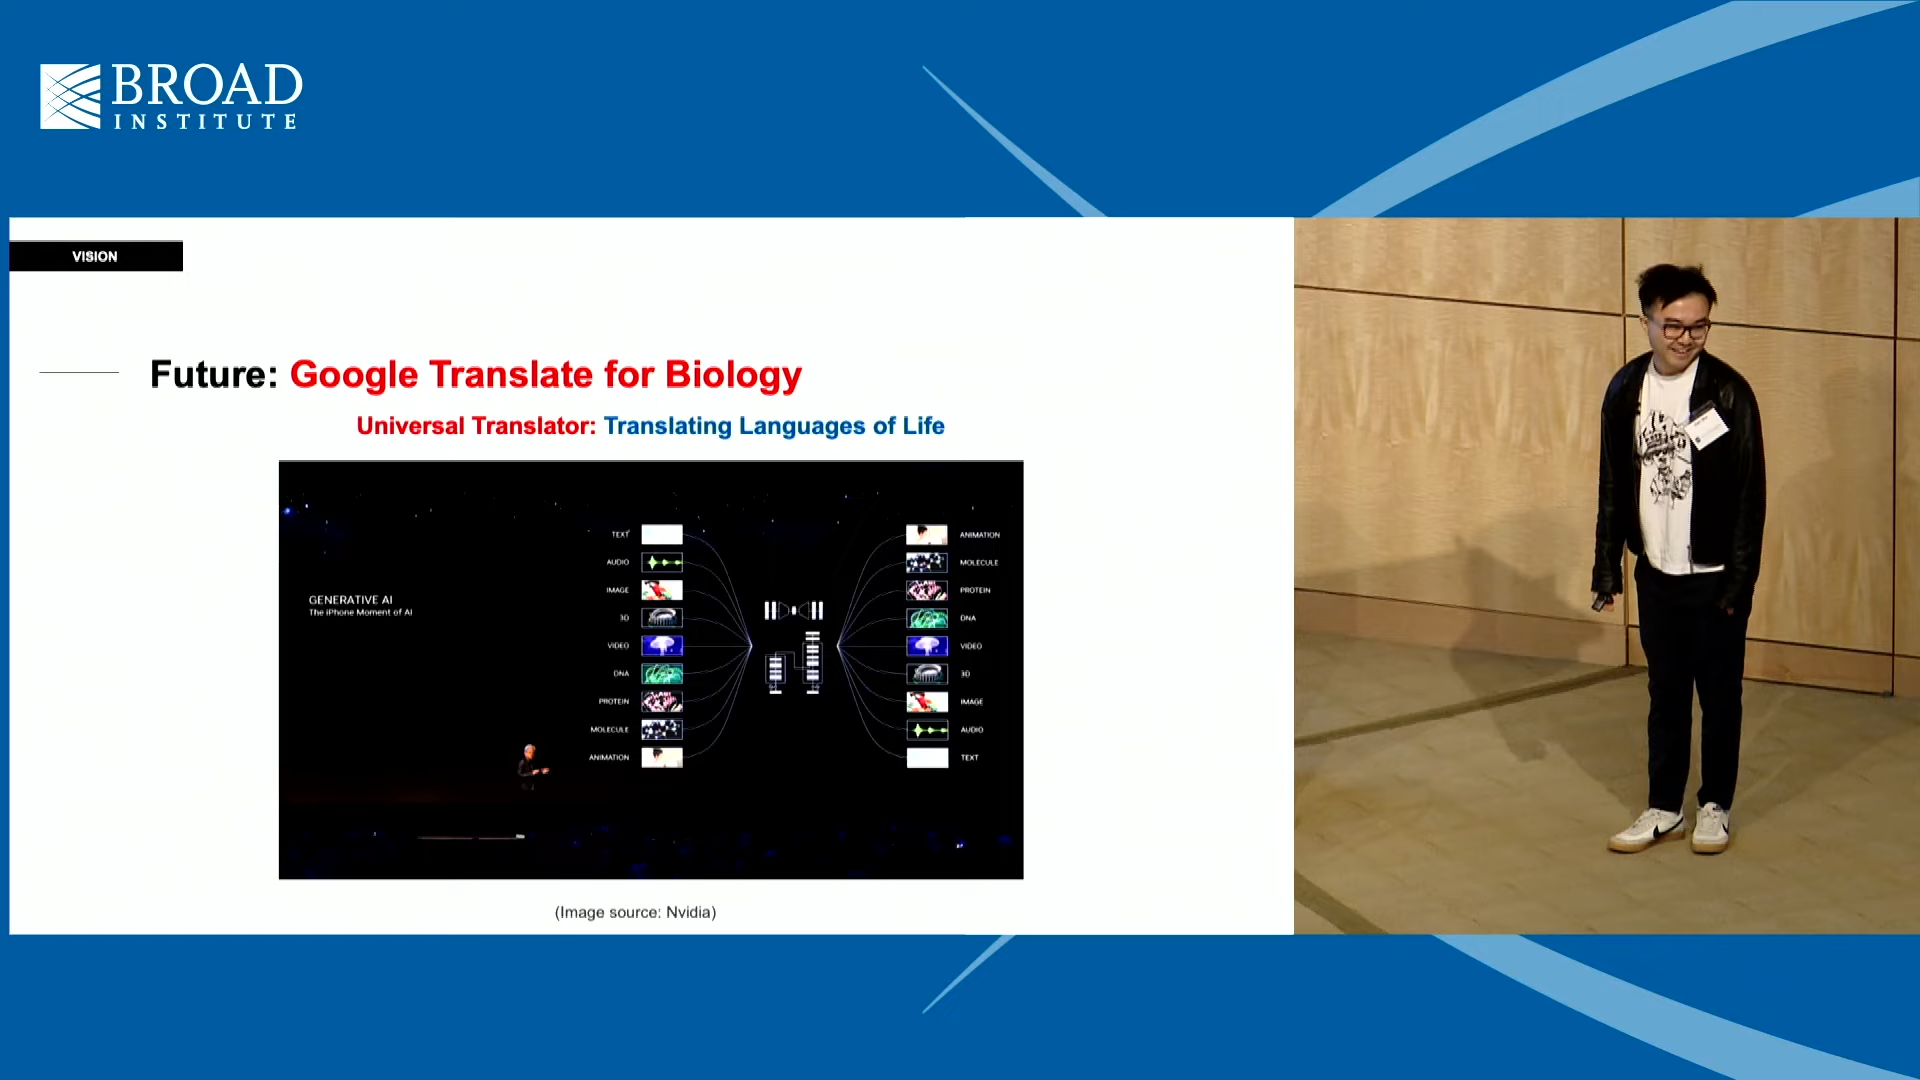 BROAD
INSTITUTE
VISION
Future: Google Translate for Biology
Universal Translator: Translating Languages of Life
GENERATIVE AI
The iPhone Moment of AI
TEXT
AUDIO
IMAGE
3D
VIDEO
DNA
PROTEIN
MOLECULE
ANIMATION
ANIMATION
MOLECULE
PROTEIN
DNA
VIDEO
3D
IMAGE
AUDIO
TEXT
(Image source: Nvidia)